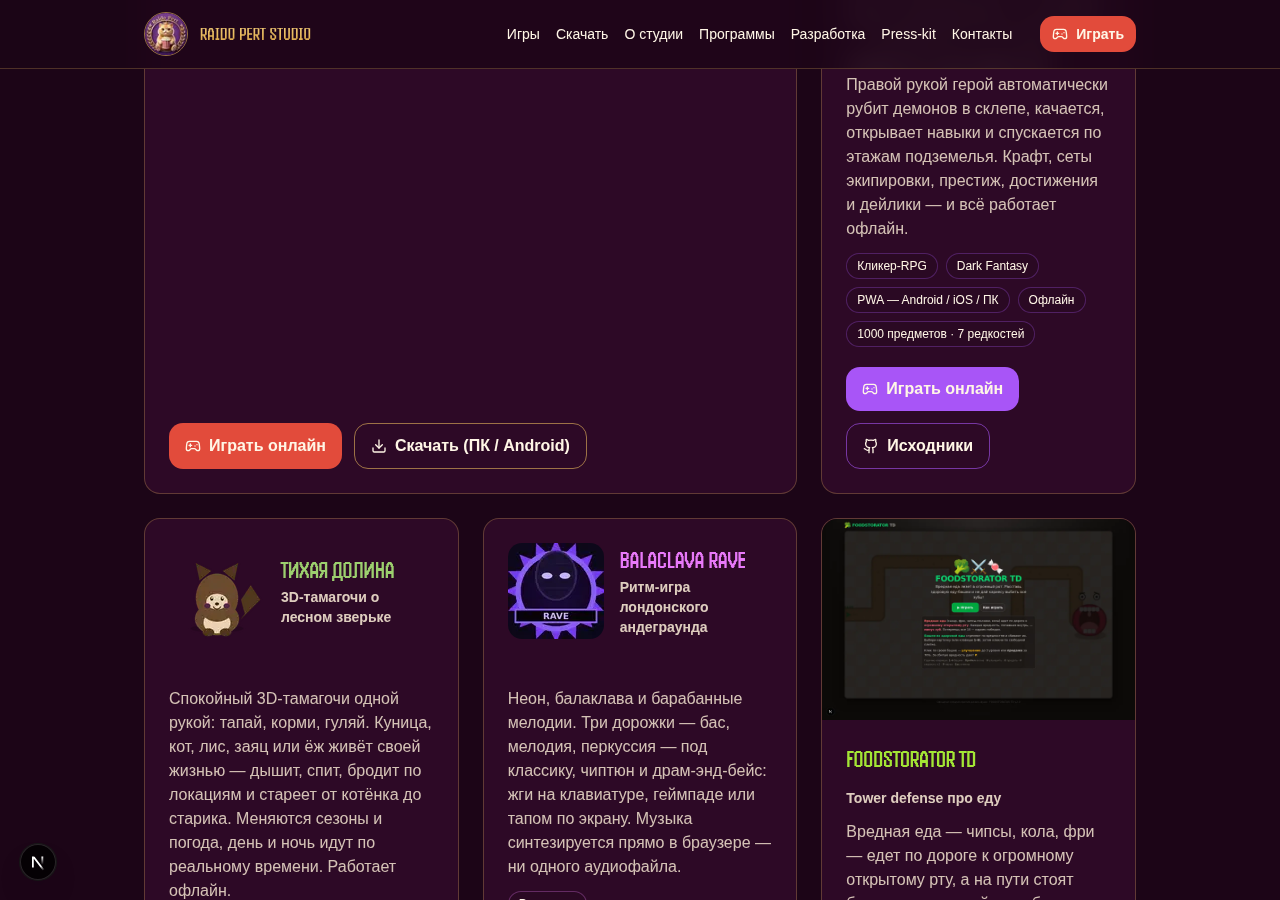 RAIDO PERT STUDIO
Игры
Скачать
О студии
Программы
Разработка
Press-kit
Контакты
Играть
Правой рукой герой автоматически
рубит демонов в склепе, качается,
открывает навыки и спускается по
этажам подземелья. Крафт, сеты
экипировки, престиж, достижения
и дейлики — и всё работает
офлайн.
Кликер-RPG
Dark Fantasy
PWA — Android / iOS / ПК
Офлайн
1000 предметов · 7 редкостей
Играть онлайн
Исходники
Играть онлайн
Скачать (ПК / Android)
ТИХАЯ ДОЛИНА
3D-тамагочи о
лесном зверьке
Спокойный 3D-тамагочи одной
рукой: тапай, корми, гуляй. Куница,
кот, лис, заяц или ёж живёт своей
жизнью — дышит, спит, бродит по
локациям и стареет от котёнка до
старика. Меняются сезоны и
погода, день и ночь идут по
реальному времени. Работает
офлайн.
RAVE
BALACLAVA RAVE
Ритм-игра
лондонского
андеграунда
Неон, балаклава и барабанные
мелодии. Три дорожки — бас,
мелодия, перкуссия — под
классику, чиптюн и драм-энд-бейс:
жги на клавиатуре, геймпаде или
тапом по экрану. Музыка
синтезируется прямо в браузере —
ни одного аудиофайла.
FOODSTORATOR TD
FOODSTORATOR TD
FOODSTORATOR TD
Tower defense про еду
Вредная еда — чипсы, кола, фри
— едет по дороге к огромному
открытому рту, а на пути стоят